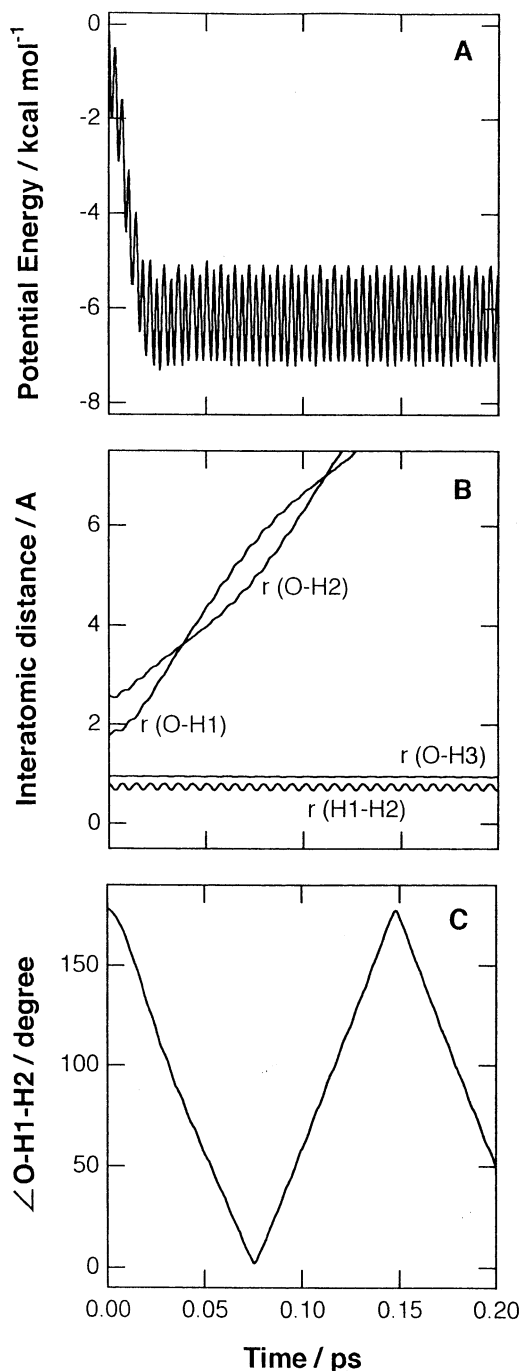 A
Potential Energy / kcal mol⁻¹
0
-2
-4
-6
-8
B
Interatomic distance / A
6
4
2
0
r (O-H2)
r (O-H1)
r (O-H3)
r (H1-H2)
C
∠O-H1-H2 / degree
150
100
50
0
0.00 0.05 0.10 0.15 0.20
Time / ps